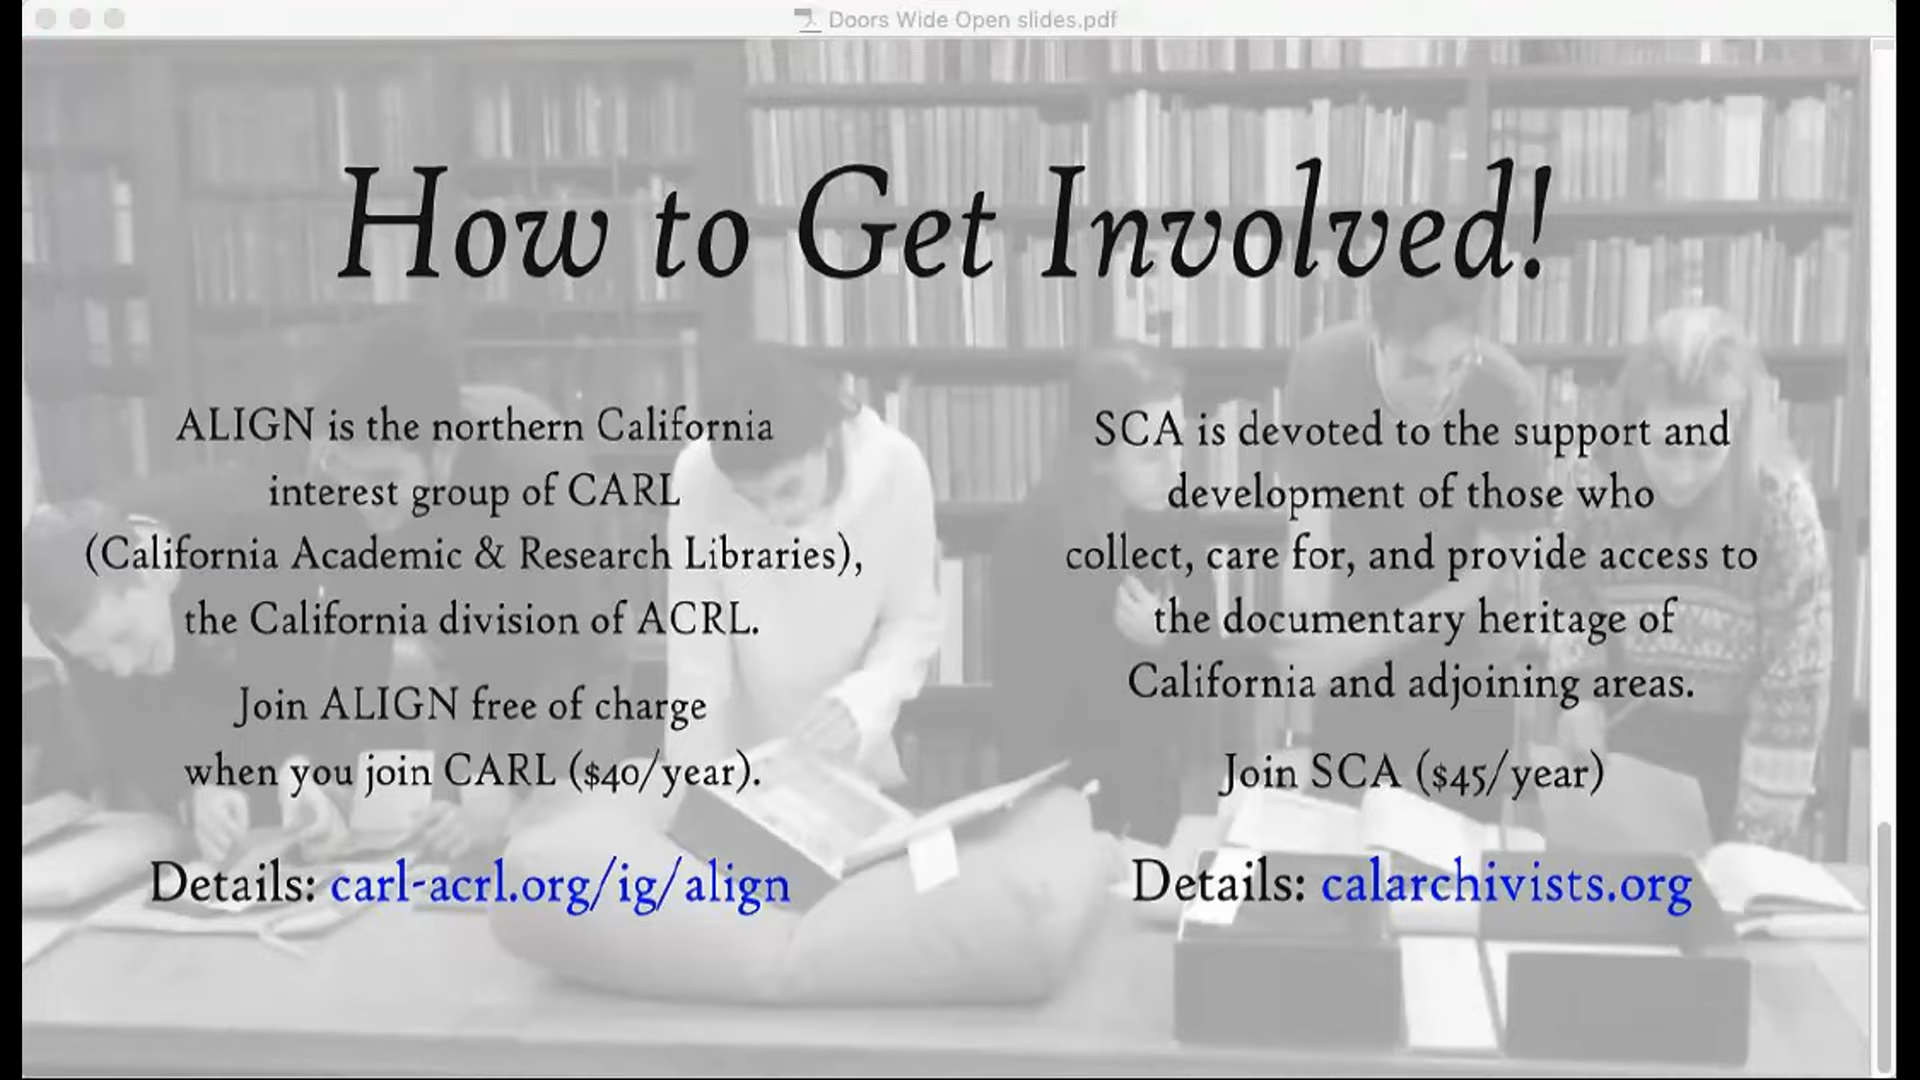 Doors Wide Open slides.pdf
How to Get Involved!
ALIGN is the northern California
interest group of CARL
(California Academic & Research Libraries),
the California division of ACRL.
Join ALIGN free of charge
when you join CARL ($40/year).
Details: carl-acrl.org/ig/align
SCA is devoted to the support and
development of those who
collect, care for, and provide access to
the documentary heritage of
California and adjoining areas.
Join SCA ($45/year)
Details: calarchivists.org